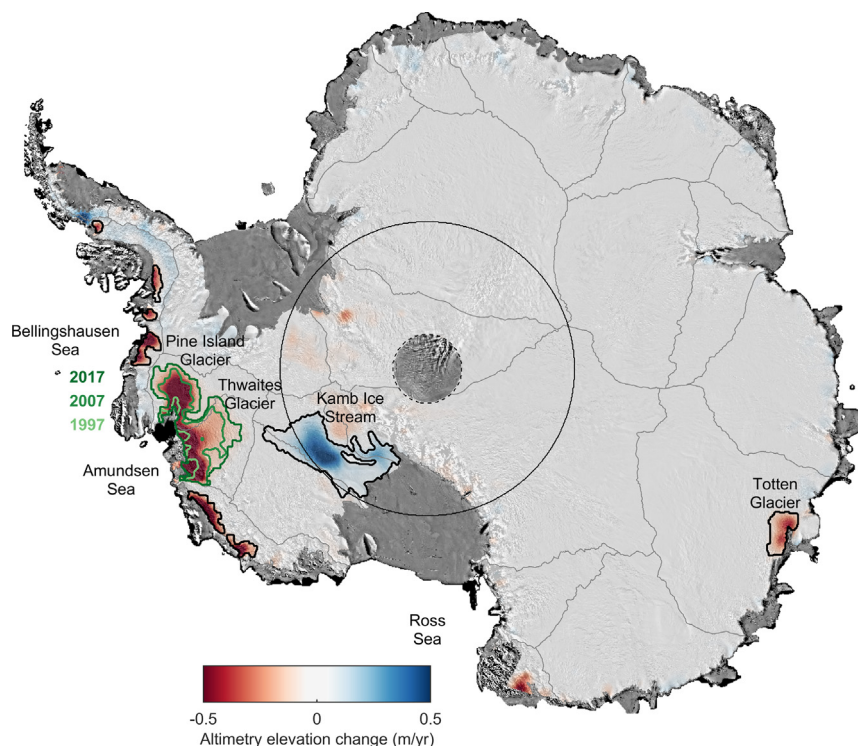 Bellingshausen
Sea
Pine Island
Glacier
2017
2007
1997
Thwaites
Glacier
Kamb Ice
Stream
Amundsen
Sea
Totten
Glacier
Ross
Sea
-0.5
0
0.5
Altimetry elevation change (m/yr)